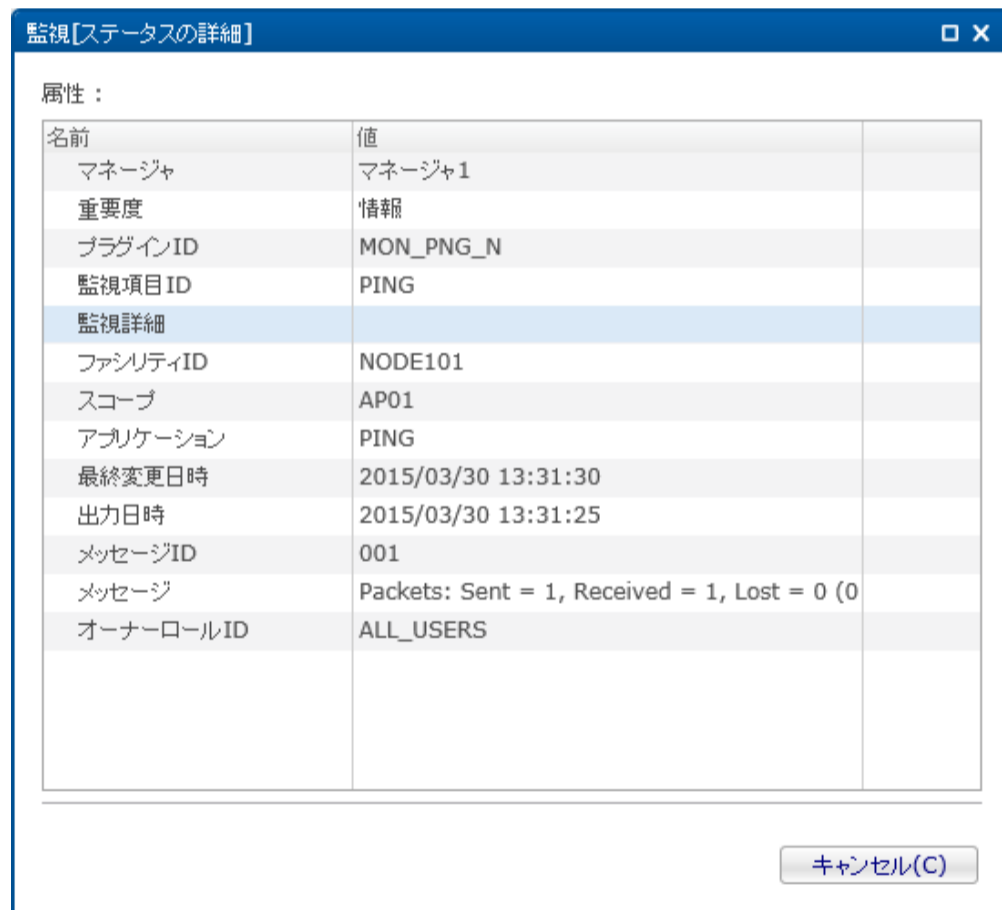 監視[ステータスの詳細]
属性：
名前 値
マネージャ マネージャ1
重要度 情報
プラグインID MON_PNG_N
監視項目ID PING
監視詳細
ファシリティID NODE101
スコープ AP01
アプリケーション PING
最終変更日時 2015/03/30 13:31:30
出力日時 2015/03/30 13:31:25
メッセージID 001
メッセージ Packets: Sent = 1, Received = 1, Lost = 0 (0
オーナーロールID ALL_USERS
キャンセル(C)